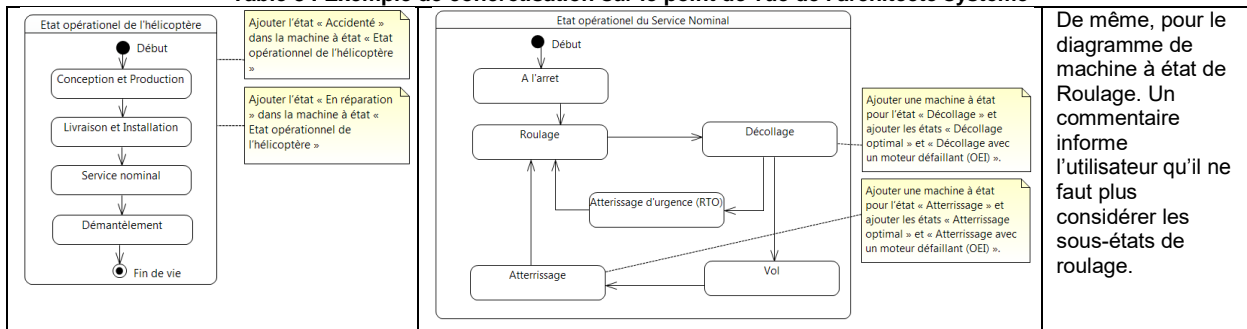 Table 5 : Exemple de concrétisation sur le point de vue de l'architecte système
Etat opérationel de l'hélicoptère
Début
Conception et Production
Livraison et Installation
Service nominal
Démantèlement
Fin de vie
Ajouter l'état « Accidenté »
dans la machine à état « Etat
opérationnel de l'hélicoptère
»
Ajouter l'état « En réparation
» dans la machine à état «
Etat opérationnel de
l'hélicoptère »
Etat opérationel du Service Nominal
Début
A l'arret
Roulage
Décollage
Atterissage d'urgence (RTO)
Atterrissage
Vol
Ajouter une machine à état
pour l'état « Décollage » et
ajouter les états « Décollage
optimal » et « Décollage avec
un moteur défaillant (OEI) ».
Ajouter une machine à état
pour l'état « Atterissage » et
ajouter les états « Atterrissage
optimal » et « Atterrissage avec
un moteur défaillant (OEI) ».
De même, pour le
diagramme de
machine à état de
Roulage. Un
commentaire
informe
l'utilisateur qu'il ne
faut plus
considérer les
sous-états de
roulage.